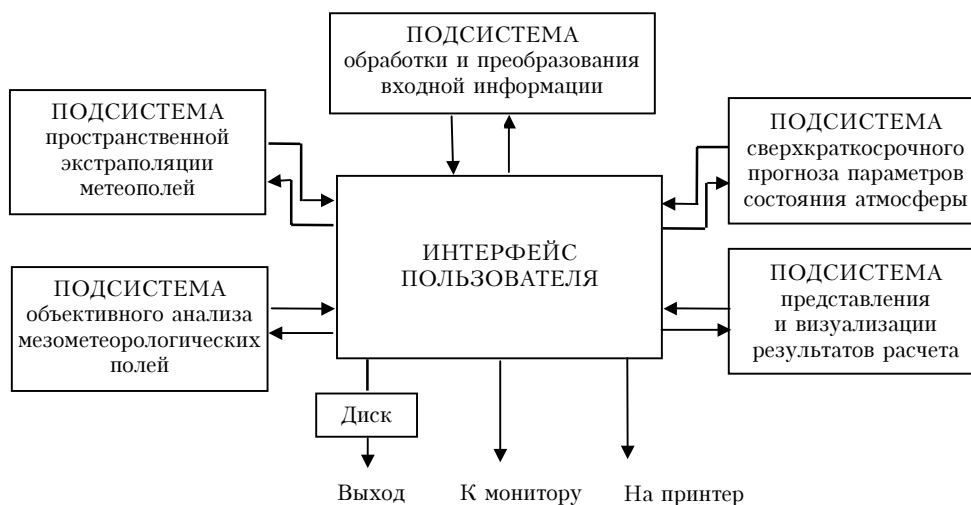 ПОДСИСТЕМА
обработки и преобразования
входной информации
ПОДСИСТЕМА
пространственной
экстраполяции
метеополей
ПОДСИСТЕМА
сверхкраткосрочного
прогноза параметров
состояния атмосферы
ИНТЕРФЕЙС
ПОЛЬЗОВАТЕЛЯ
ПОДСИСТЕМА
объективного анализа
мезометеорологических
полей
ПОДСИСТЕМА
представления
и визуализации
результатов расчета
Диск
Выход
К монитору
На принтер